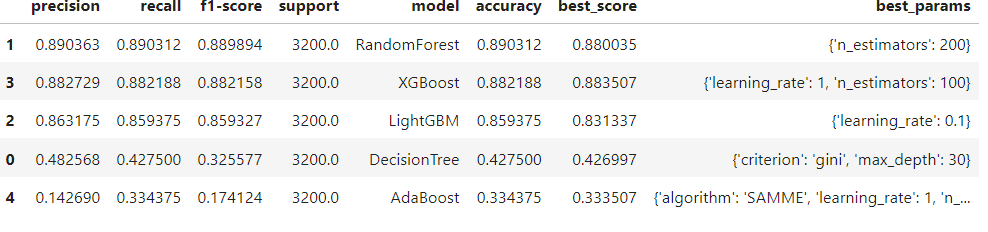 precision recall f1-score support model accuracy best_score best_params
1 0.890363 0.890312 0.889894 3200.0 RandomForest 0.890312 0.880035 {'n_estimators': 200}
3 0.882729 0.882188 0.882158 3200.0 XGBoost 0.882188 0.883507 {'learning_rate': 1, 'n_estimators': 100}
2 0.863175 0.859375 0.859327 3200.0 LightGBM 0.859375 0.831337 {'learning_rate': 0.1}
0 0.482568 0.427500 0.325577 3200.0 DecisionTree 0.427500 0.426997 {'criterion': 'gini', 'max_depth': 30}
4 0.142690 0.334375 0.174124 3200.0 AdaBoost 0.334375 0.333507 {'algorithm': 'SAMME', 'learning_rate': 1, 'n_...